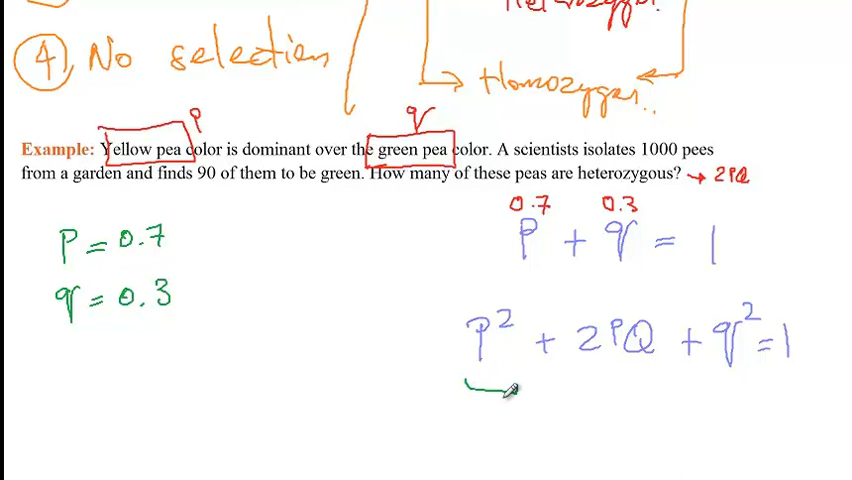 Heterozygos.
4), No selection
Homozygos..
P
q
Example: Yellow pea color is dominant over the green pea color. A scientists isolates 1000 pees
from a garden and finds 90 of them to be green. How many of these peas are heterozygous? → 2PQ
0.7 0.3
P = 0.7
P + q = 1
q = 0.3
P² + 2PQ + q² = 1